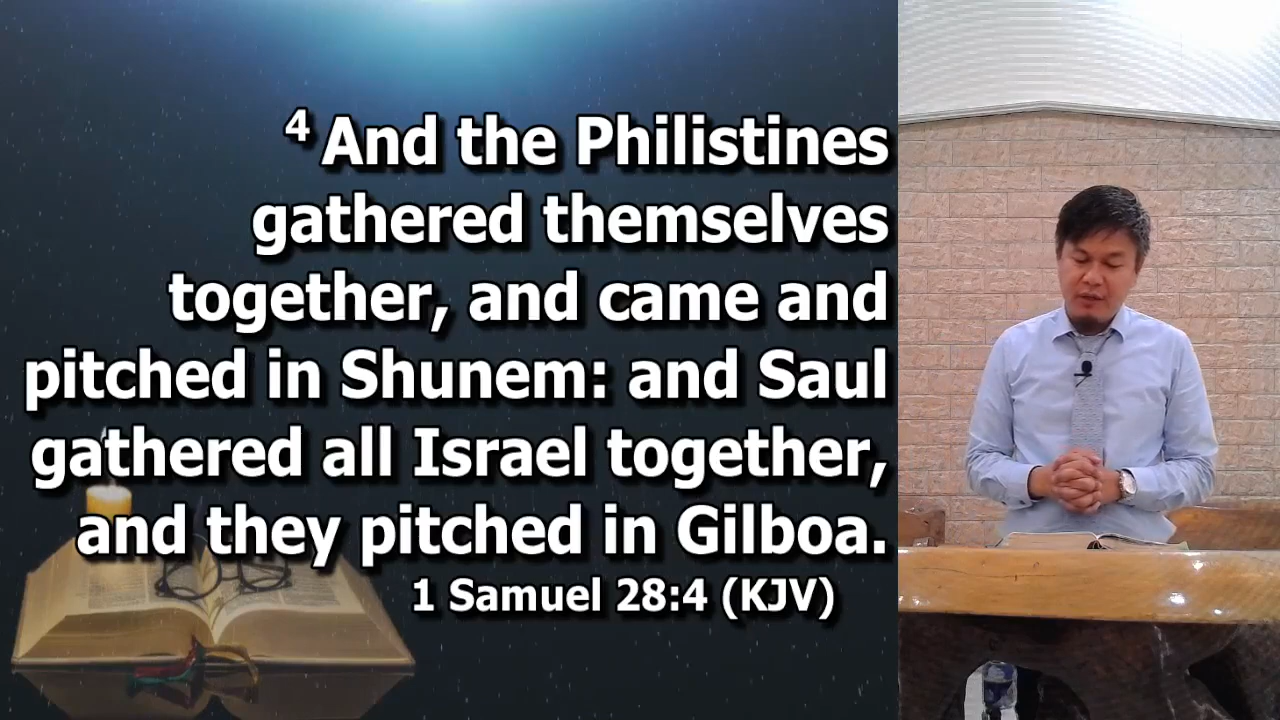 4 And the Philistines
gathered themselves
together, and came and
pitched in Shunem: and Saul
gathered all Israel together,
and they pitched in Gilboa.
1 Samuel 28:4 (KJV)